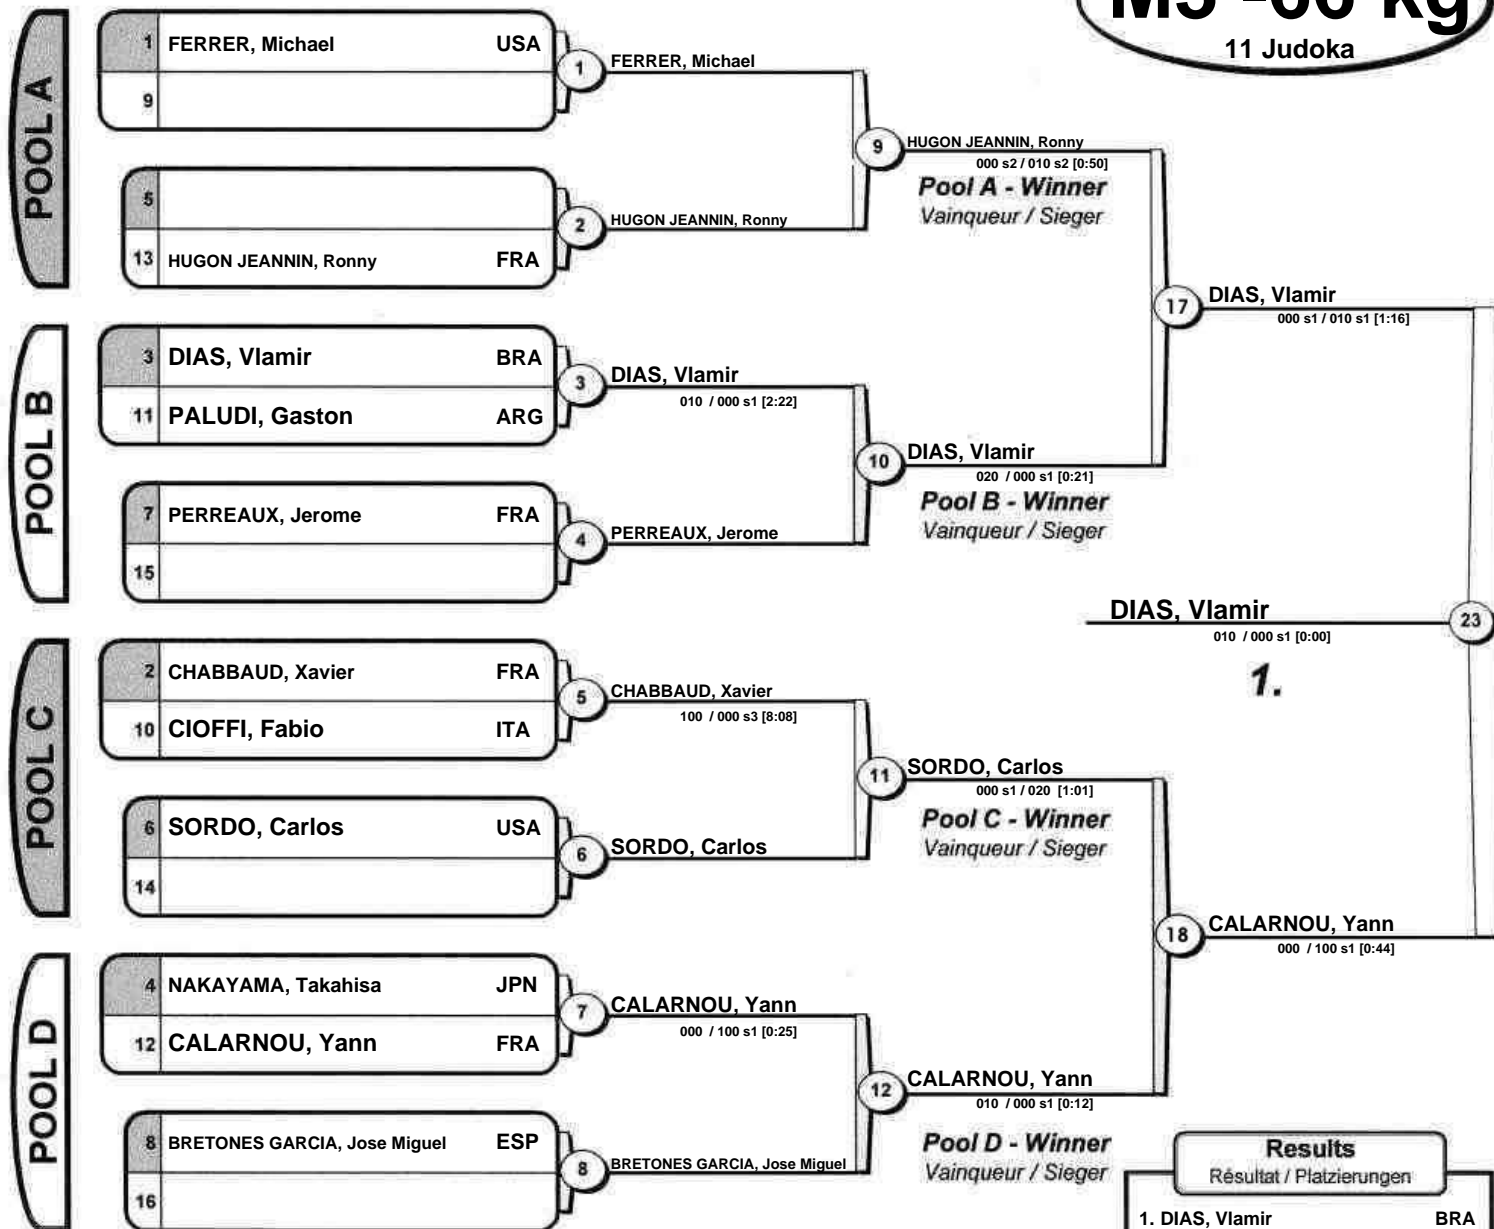 M5 -66 kg
11 Judoka
POOL A
1 FERRER, Michael USA
9
1 FERRER, Michael
5
13 HUGON JEANNIN, Ronny FRA
2 HUGON JEANNIN, Ronny
9 HUGON JEANNIN, Ronny
000 s2 / 010 s2 [0:50]
Pool A - Winner
Vainqueur / Sieger
POOL B
3 DIAS, Vlamir BRA
11 PALUDI, Gaston ARG
3 DIAS, Vlamir
010 / 000 s1 [2:22]
7 PERREAUX, Jerome FRA
15
4 PERREAUX, Jerome
10 DIAS, Vlamir
020 / 000 s1 [0:21]
Pool B - Winner
Vainqueur / Sieger
17 DIAS, Vlamir
000 s1 / 010 s1 [1:16]
DIAS, Vlamir 23
010 / 000 s1 [0:00]
1.
POOL C
2 CHABBAUD, Xavier FRA
10 CIOFFI, Fabio ITA
5 CHABBAUD, Xavier
100 / 000 s3 [8:08]
6 SORDO, Carlos USA
14
6 SORDO, Carlos
11 SORDO, Carlos
000 s1 / 020 [1:01]
Pool C - Winner
Vainqueur / Sieger
18 CALARNOU, Yann
000 / 100 s1 [0:44]
POOL D
4 NAKAYAMA, Takahisa JPN
12 CALARNOU, Yann FRA
7 CALARNOU, Yann
000 / 100 s1 [0:25]
8 BRETONES GARCIA, Jose Miguel ESP
16
8 BRETONES GARCIA, Jose Miguel
12 CALARNOU, Yann
010 / 000 s1 [0:12]
Pool D - Winner
Vainqueur / Sieger
Results
Résultat / Platzierungen
1. DIAS, Vlamir BRA